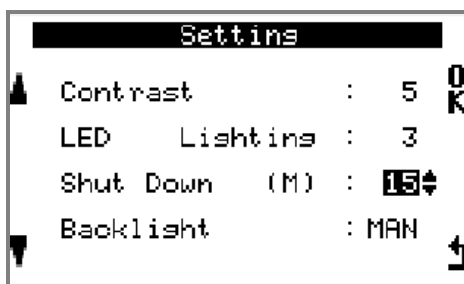 Setting
Contrast : 5
OK
LED Lighting : 3
Shut Down (M) : 15
Backlight : MAN